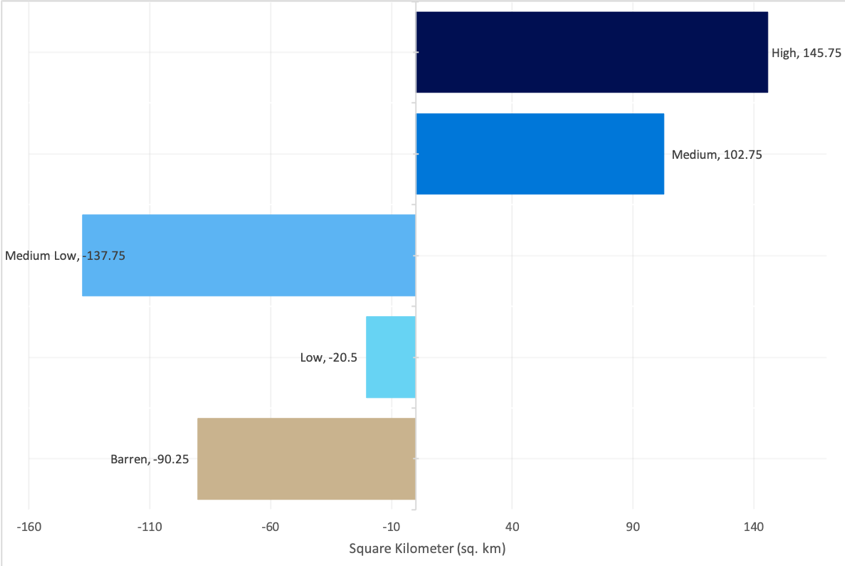 High, 145.75
Medium, 102.75
Medium Low, -137.75
Low, -20.5
Barren, -90.25
-160 -110 -60 -10 40 90 140
Square Kilometer (sq. km)